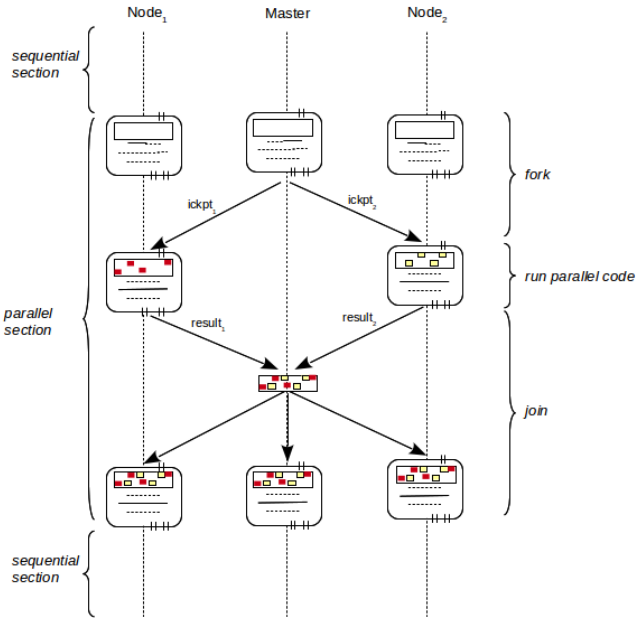 Node₁ Master Node₂
sequential
section
fork
ickpt₁ ickpt₂
run parallel code
parallel
section
result₁ result₂
join
sequential
section